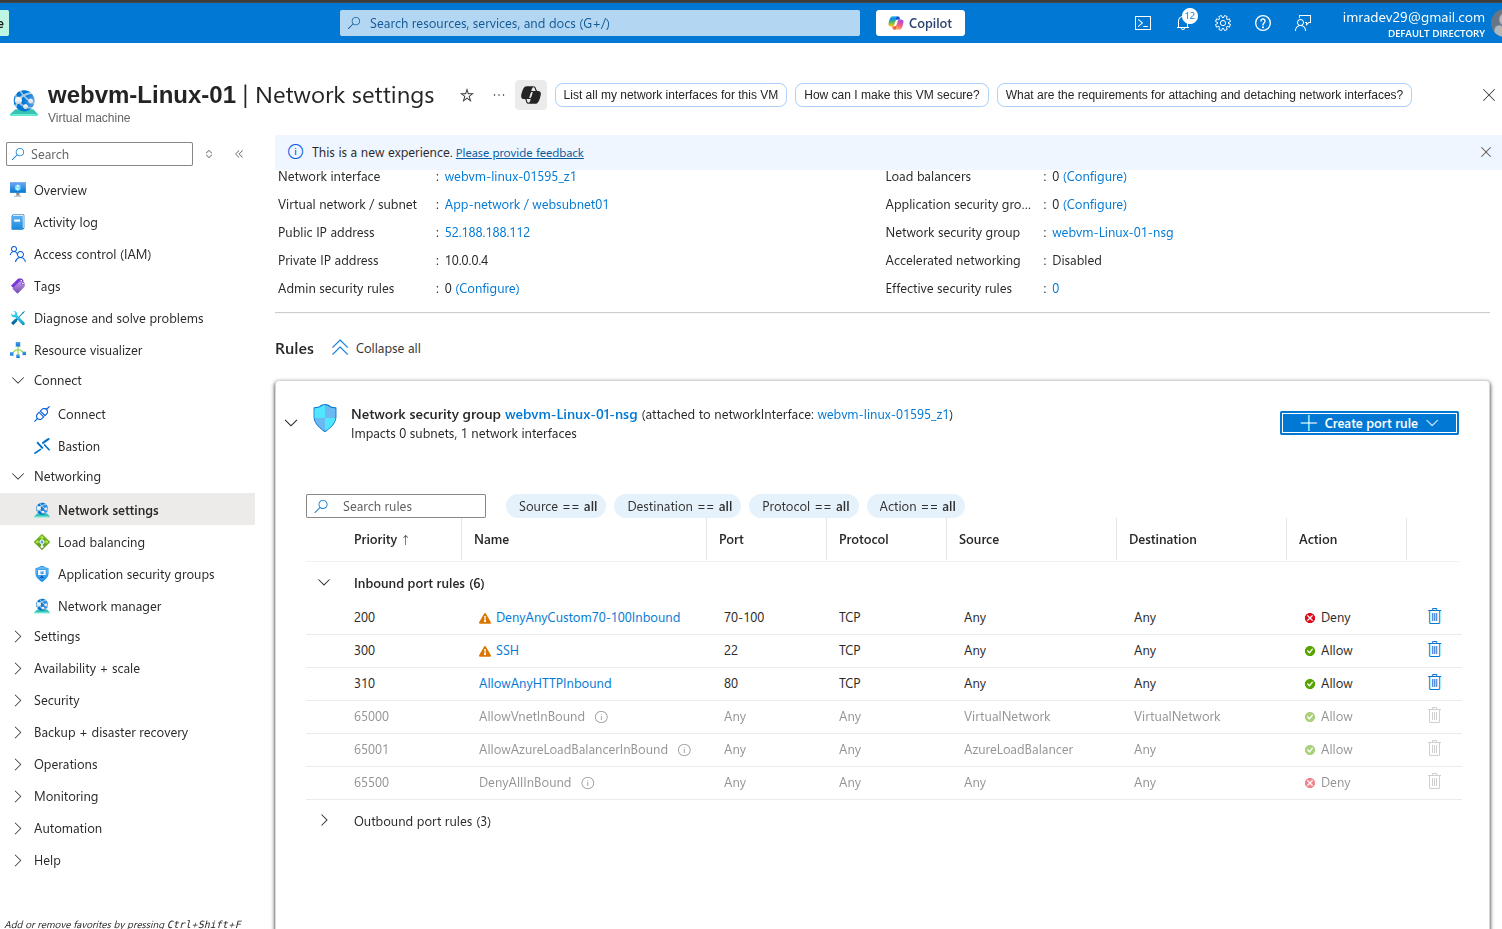 e
Search resources, services, and docs (G+/)
Copilot
12
imradev29@gmail.com
DEFAULT DIRECTORY
webvm-Linux-01 | Network settings
Virtual machine
List all my network interfaces for this VM
How can I make this VM secure?
What are the requirements for attaching and detaching network interfaces?
Search
Overview
Activity log
Access control (IAM)
Tags
Diagnose and solve problems
Resource visualizer
Connect
Connect
Bastion
Networking
Network settings
Load balancing
Application security groups
Network manager
Settings
Availability + scale
Security
Backup + disaster recovery
Operations
Monitoring
Automation
Help
Add or remove favorites by pressing Ctrl+Shift+F
This is a new experience. Please provide feedback
Network interface : webvm-linux-01595_z1
Virtual network / subnet : App-network / websubnet01
Public IP address : 52.188.188.112
Private IP address : 10.0.0.4
Admin security rules : 0 (Configure)
Load balancers : 0 (Configure)
Application security gro... : 0 (Configure)
Network security group : webvm-Linux-01-nsg
Accelerated networking : Disabled
Effective security rules : 0
Rules Collapse all
Network security group webvm-Linux-01-nsg (attached to networkInterface: webvm-linux-01595_z1)
Impacts 0 subnets, 1 network interfaces
Create port rule
Search rules
Source == all
Destination == all
Protocol == all
Action == all
Priority ↑ Name Port Protocol Source Destination Action
Inbound port rules (6)
200 DenyAnyCustom70-100Inbound 70-100 TCP Any Any Deny
300 SSH 22 TCP Any Any Allow
310 AllowAnyHTTPInbound 80 TCP Any Any Allow
65000 AllowVnetInBound Any Any VirtualNetwork VirtualNetwork Allow
65001 AllowAzureLoadBalancerInBound Any Any AzureLoadBalancer Any Allow
65500 DenyAllInBound Any Any Any Any Deny
Outbound port rules (3)